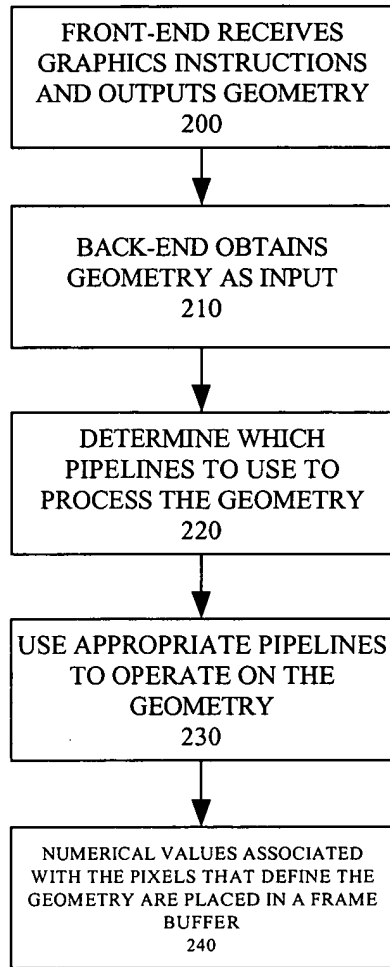 FRONT-END RECEIVES
GRAPHICS INSTRUCTIONS
AND OUTPUTS GEOMETRY
200
BACK-END OBTAINS
GEOMETRY AS INPUT
210
DETERMINE WHICH
PIPELINES TO USE TO
PROCESS THE GEOMETRY
220
USE APPROPRIATE PIPELINES
TO OPERATE ON THE
GEOMETRY
230
NUMERICAL VALUES ASSOCIATED
WITH THE PIXELS THAT DEFINE THE
GEOMETRY ARE PLACED IN A FRAME
BUFFER
240